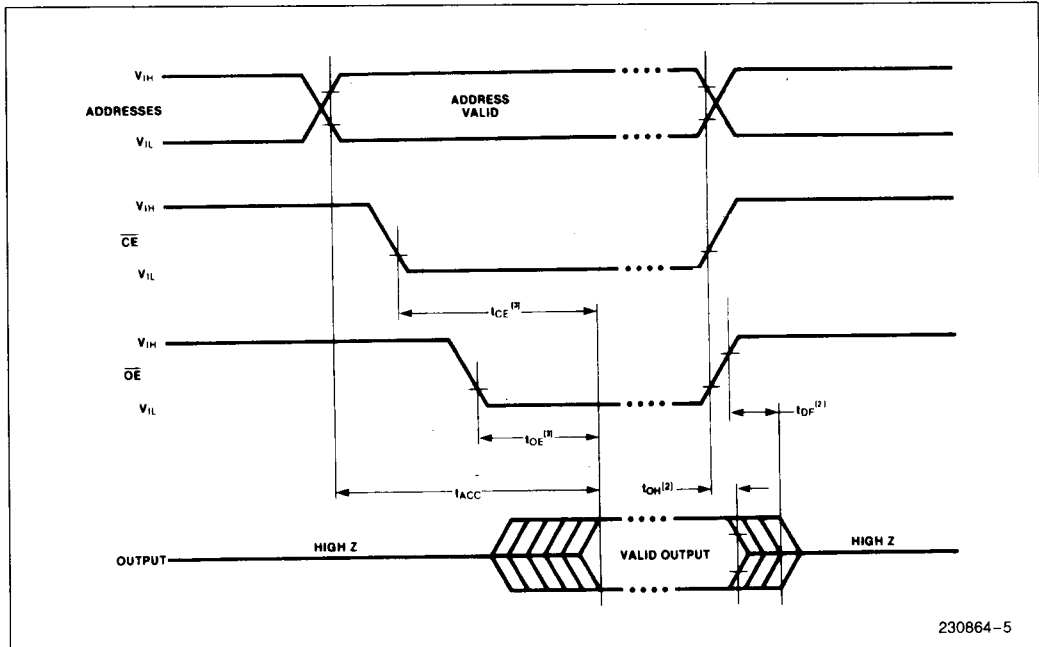 VIH
ADDRESSES
ADDRESS
VALID
VIL
VIH
CE
VIL
tCE(3)
VIH
OE
VIL
tDF(2)
tOE(3)
tACC
tOH(2)
HIGH Z
OUTPUT
VALID OUTPUT
HIGH Z
230864-5